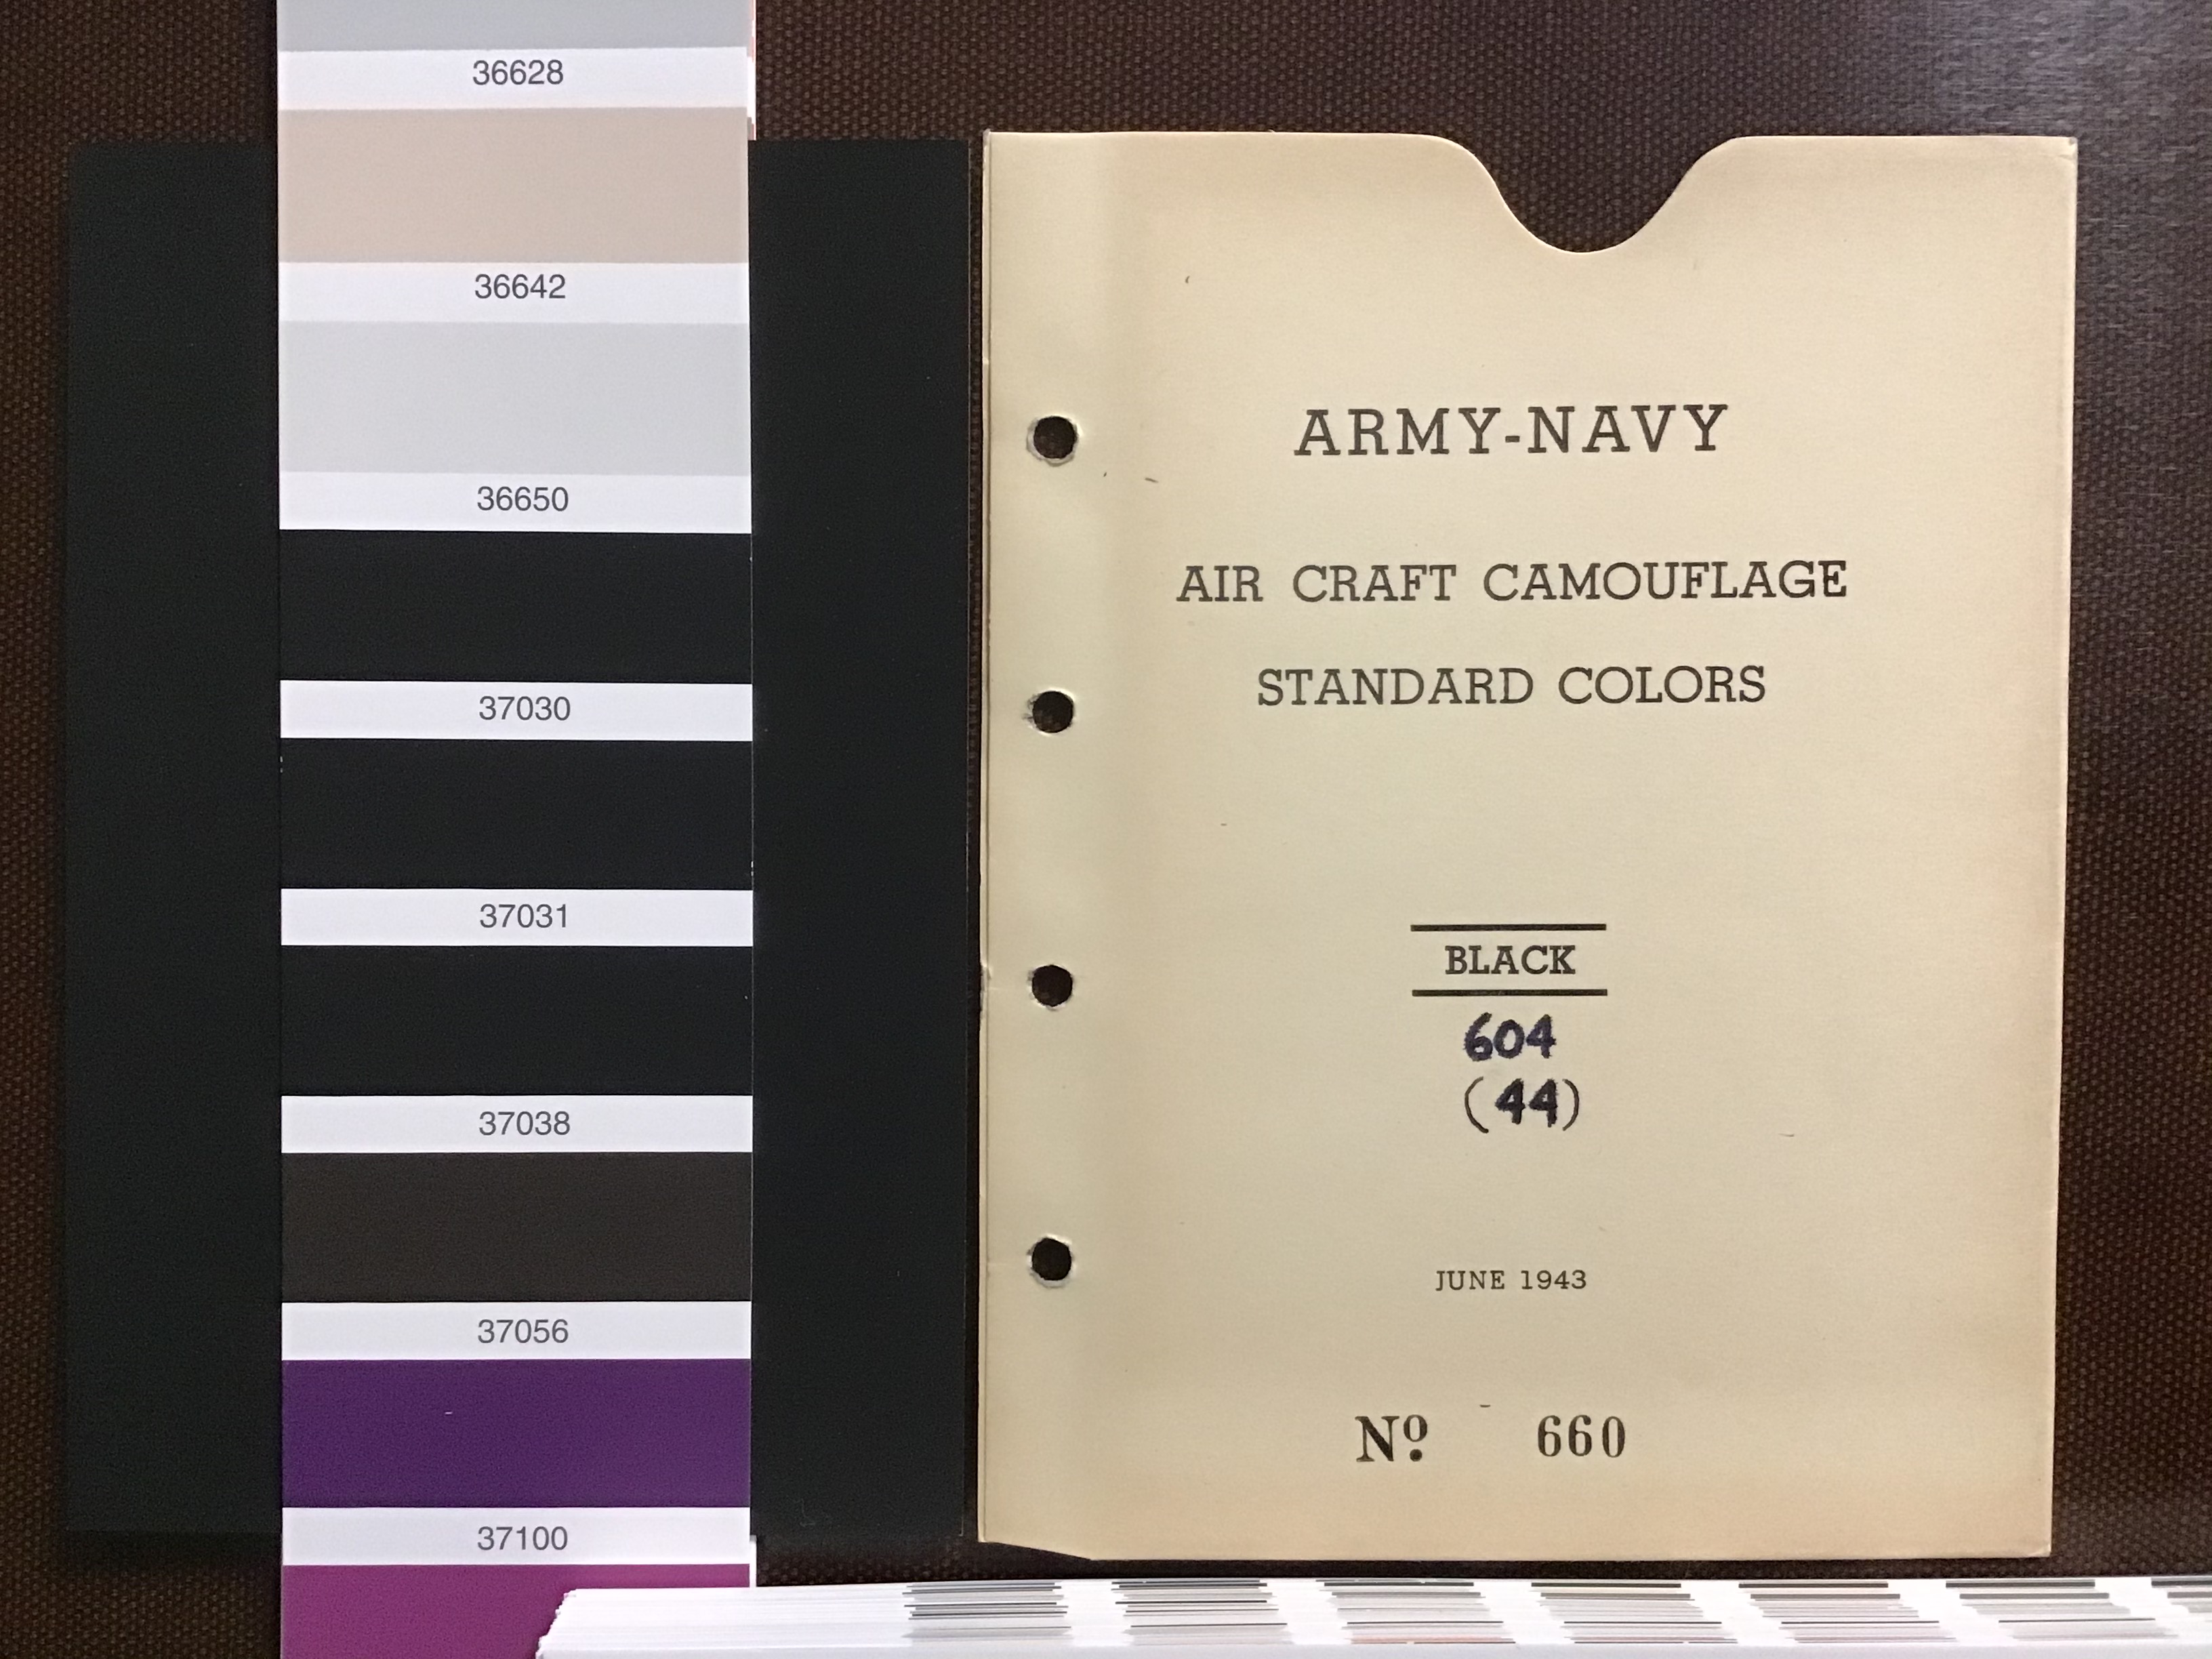 36628
36642
36650
37030
37031
37038
37056
37100
ARMY-NAVY
AIR CRAFT CAMOUFLAGE
STANDARD COLORS
BLACK
604
(44)
JUNE 1943
Nº 660